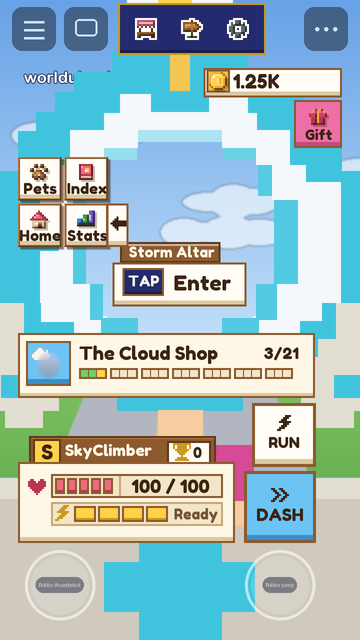 1.25K
Gift
Pets
Index
Home
Stats
Storm Altar
TAP
Enter
The Cloud Shop
3/21
RUN
S
SkyClimber
0
100 / 100
Ready
DASH
Roblox thumbstick
Roblox jump